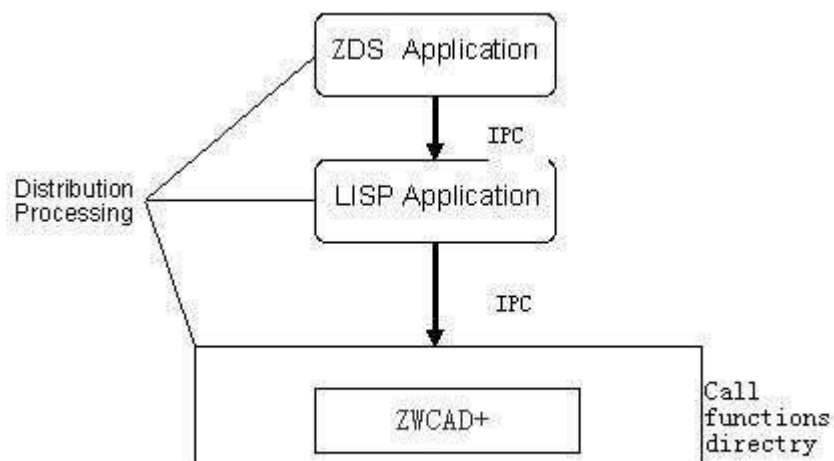 ZDS Application
IPC
LISP Application
Distribution
Processing
IPC
ZWCAD+
Call
functions
directry